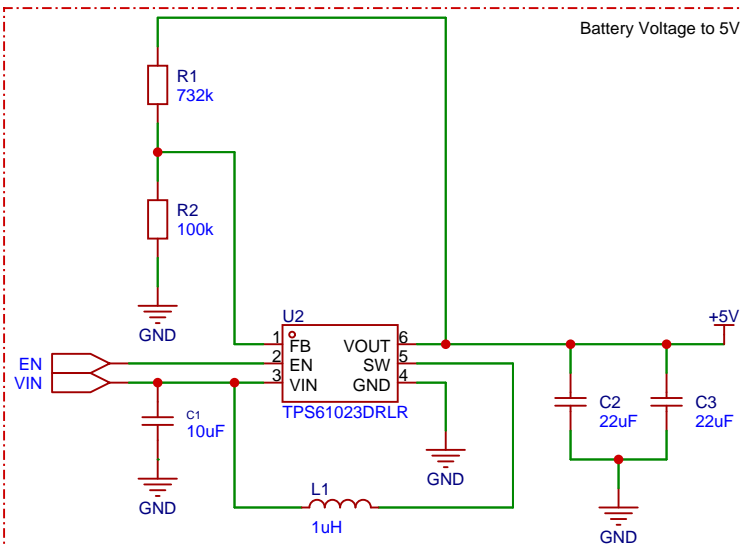 Battery Voltage to 5V
R1
732k
R2
100k
GND
U2
1 FB VOUT 6
2 EN SW 5
3 VIN GND 4
TPS61023DRLR
EN
VIN
C1
10uF
GND
L1
1uH
GND
+5V
C2
22uF
C3
22uF
GND